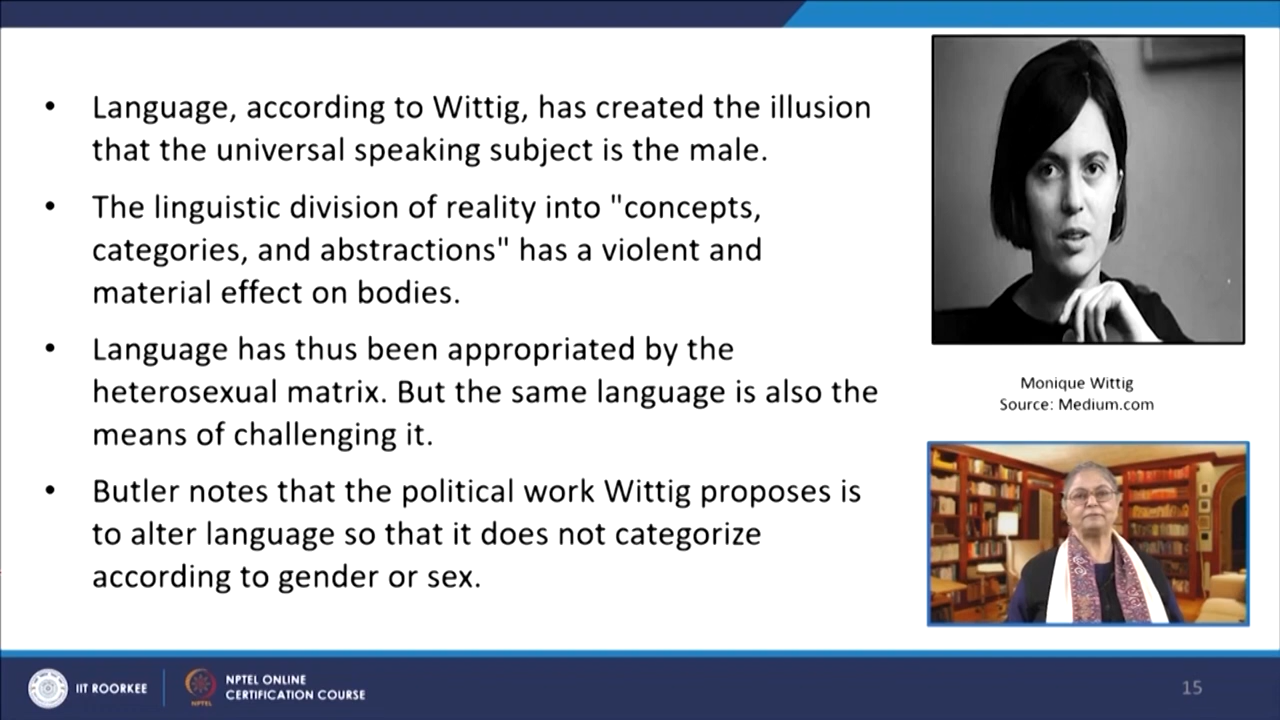 • Language, according to Wittig, has created the illusion
that the universal speaking subject is the male.
• The linguistic division of reality into "concepts,
categories, and abstractions" has a violent and
material effect on bodies.
• Language has thus been appropriated by the
heterosexual matrix. But the same language is also the
means of challenging it.
• Butler notes that the political work Wittig proposes is
to alter language so that it does not categorize
according to gender or sex.
Monique Wittig
Source: Medium.com
IIT ROORKEE
NPTEL
NPTEL ONLINE
CERTIFICATION COURSE
15